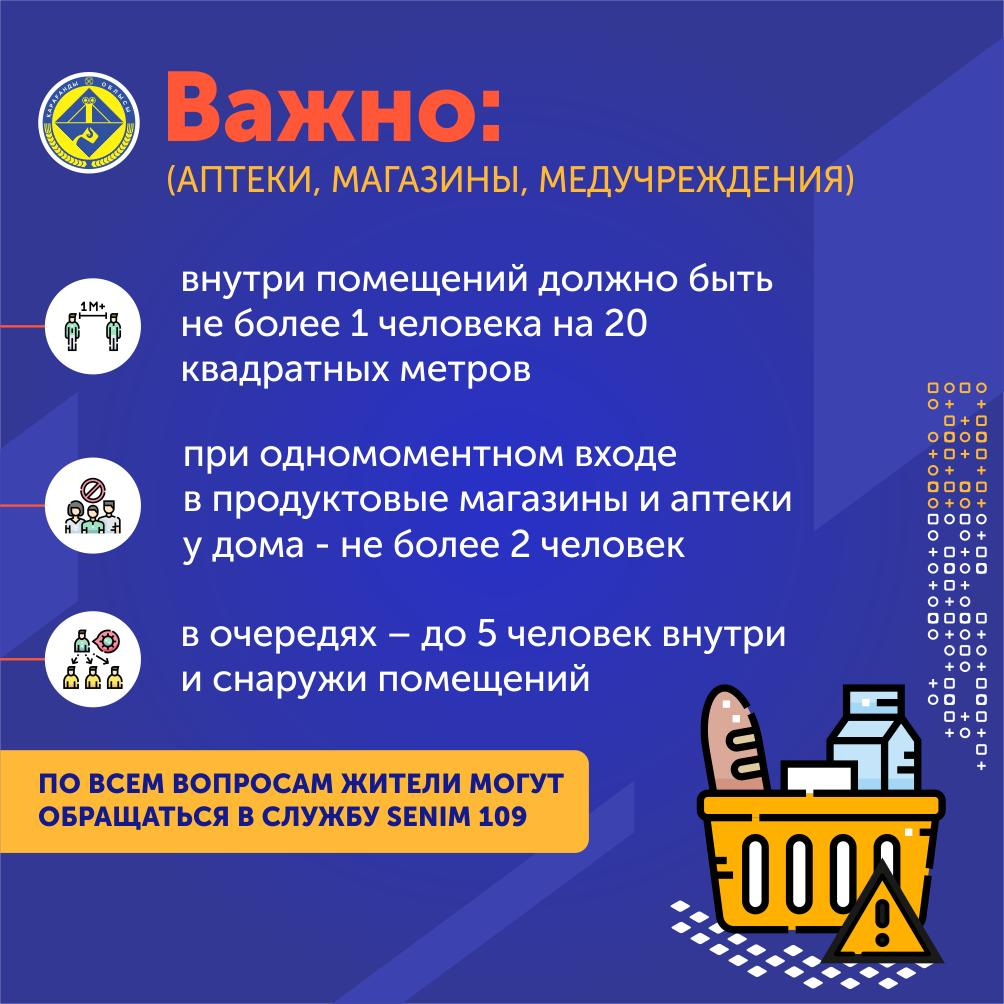 ҚАРАҒАНДЫ ОБЛЫСЫ
Важно:
(АПТЕКИ, МАГАЗИНЫ, МЕДУЧРЕЖДЕНИЯ)
1М+
внутри помещений должно быть
не более 1 человека на 20
квадратных метров
при одномоментном входе
в продуктовые магазины и аптеки
у дома - не более 2 человек
в очередях – до 5 человек внутри
и снаружи помещений
ПО ВСЕМ ВОПРОСАМ ЖИТЕЛИ МОГУТ
ОБРАЩАТЬСЯ В СЛУЖБУ SENIM 109